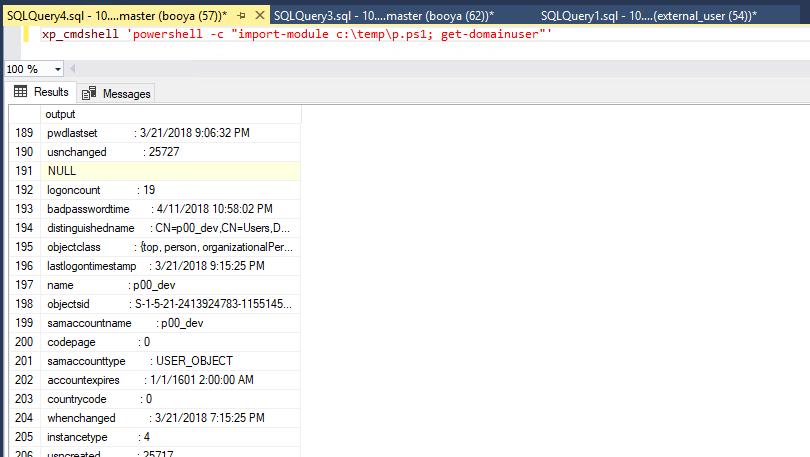 SQLQuery4.sql - 10....master (booya (57))* SQLQuery3.sql - 10....master (booya (62))* SQLQuery1.sql - 10....(external_user (54))*
xp_cmdshell 'powershell -c "import-module c:\temp\p.ps1; get-domainuser"'
100 %
Results Messages
output
189 pwdlastset : 3/21/2018 9:06:32 PM
190 usnchanged : 25727
191 NULL
192 logoncount : 19
193 badpasswordtime : 4/11/2018 10:58:02 PM
194 distinguishedname : CN=p00_dev,CN=Users,D...
195 objectclass : {top, person, organizationalPer...
196 lastlogontimestamp : 3/21/2018 9:15:25 PM
197 name : p00_dev
198 objectsid : S-1-5-21-2413924783-1155145...
199 samaccountname : p00_dev
200 codepage : 0
201 samaccounttype : USER_OBJECT
202 accountexpires : 1/1/1601 2:00:00 AM
203 countrycode : 0
204 whenchanged : 3/21/2018 7:15:25 PM
205 instancetype : 4
206 usncreated : 25717